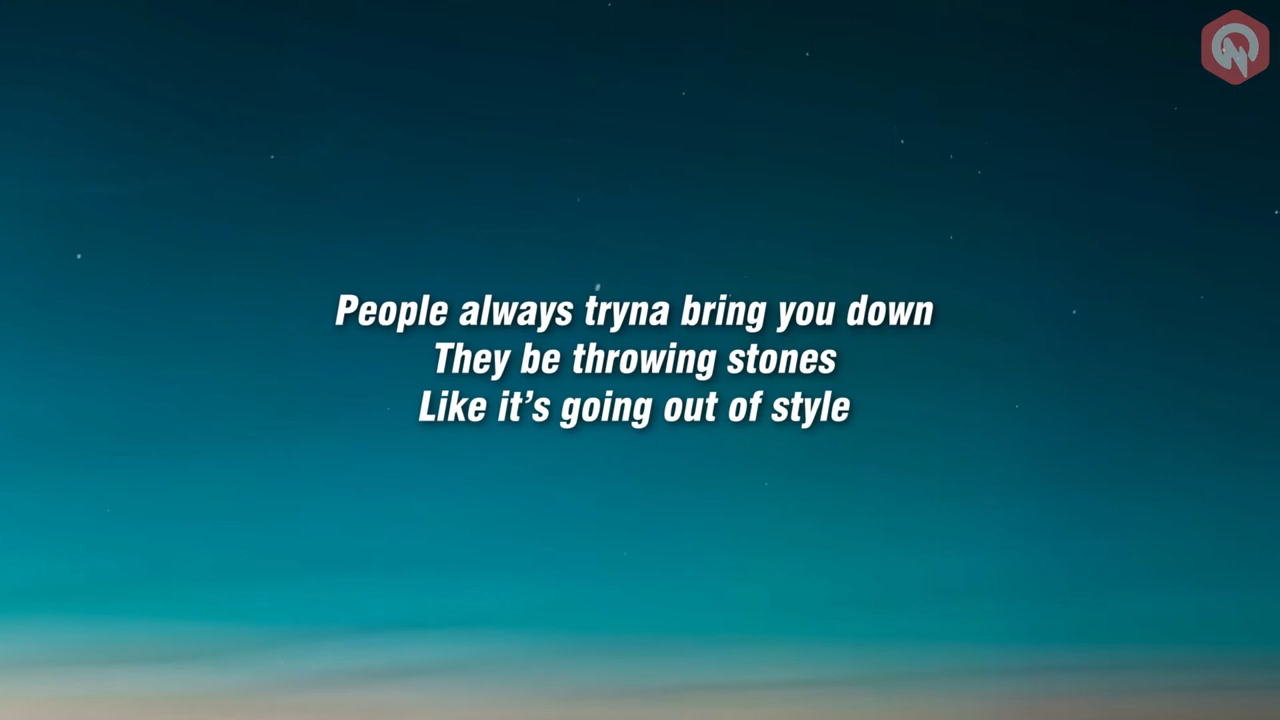 People always tryna bring you down
They be throwing stones
Like it's going out of style